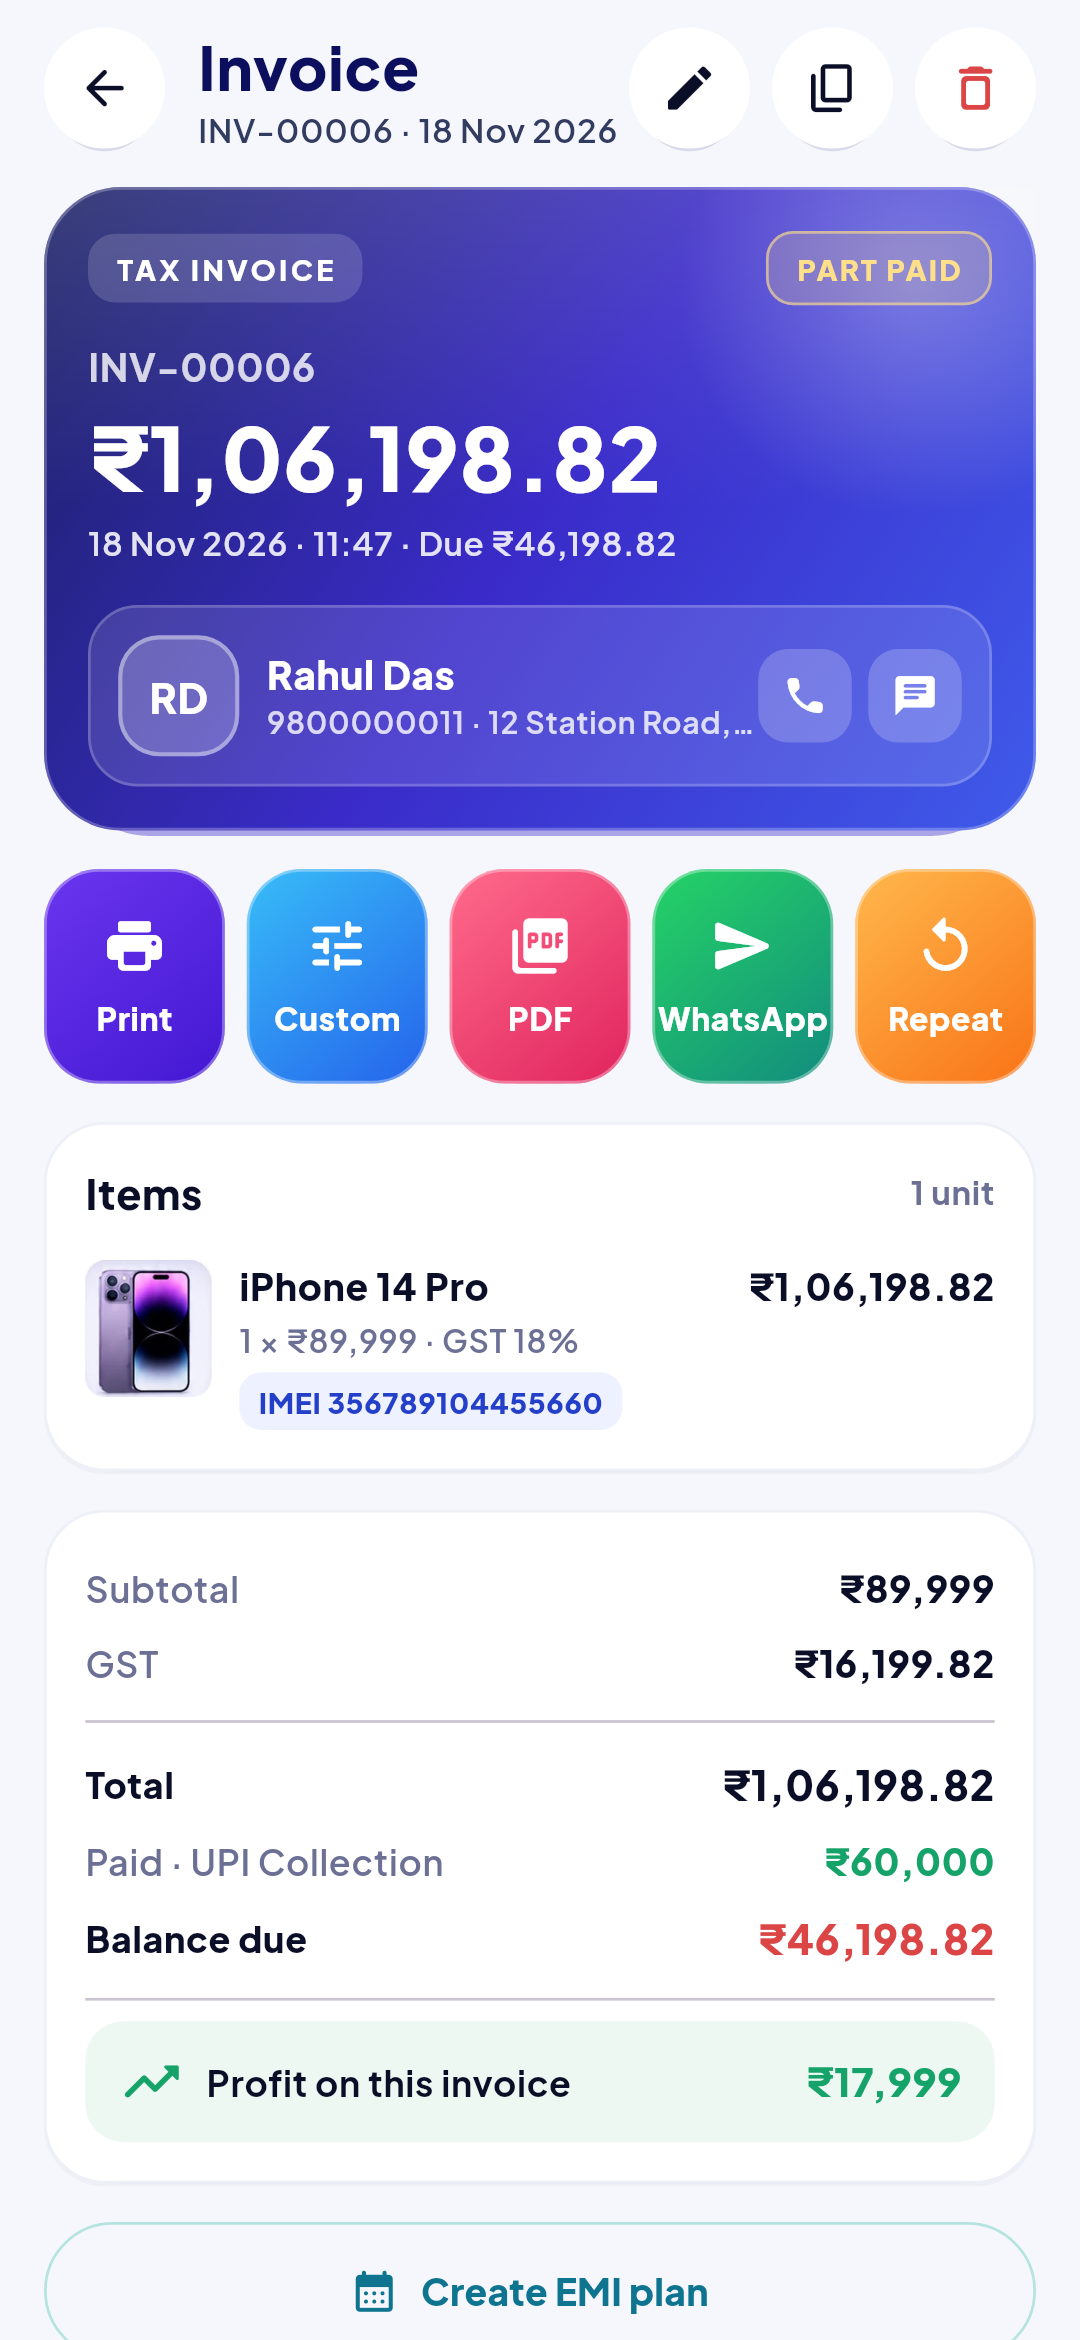 Invoice
INV-00006 · 18 Nov 2026
TAX INVOICE
PART PAID
INV-00006
₹1,06,198.82
18 Nov 2026 · 11:47 · Due ₹46,198.82
RD
Rahul Das
9800000011 · 12 Station Road,...
Print
Custom
PDF
PDF
WhatsApp
Repeat
Items
1 unit
iPhone 14 Pro
₹1,06,198.82
1 × ₹89,999 · GST 18%
IMEI 356789104455660
Subtotal
₹89,999
GST
₹16,199.82
Total
₹1,06,198.82
Paid · UPI Collection
₹60,000
Balance due
₹46,198.82
Profit on this invoice
₹17,999
Create EMI plan